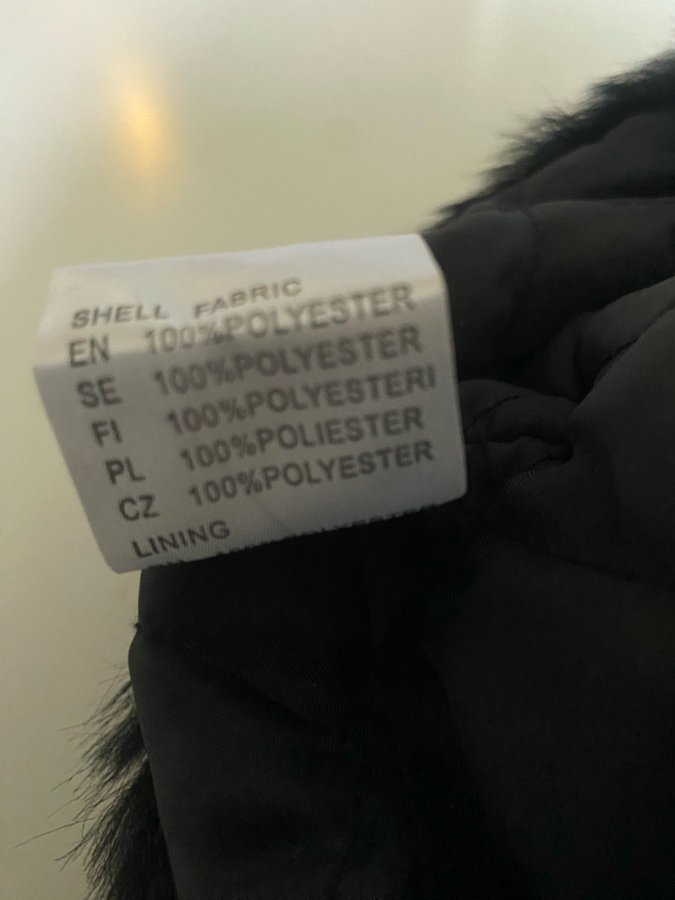 SHELL FABRIC
EN 100%POLYESTER
SE 100%POLYESTER
FI 100%POLYESTERI
PL 100%POLIESTER
CZ 100%POLYESTER
LINING